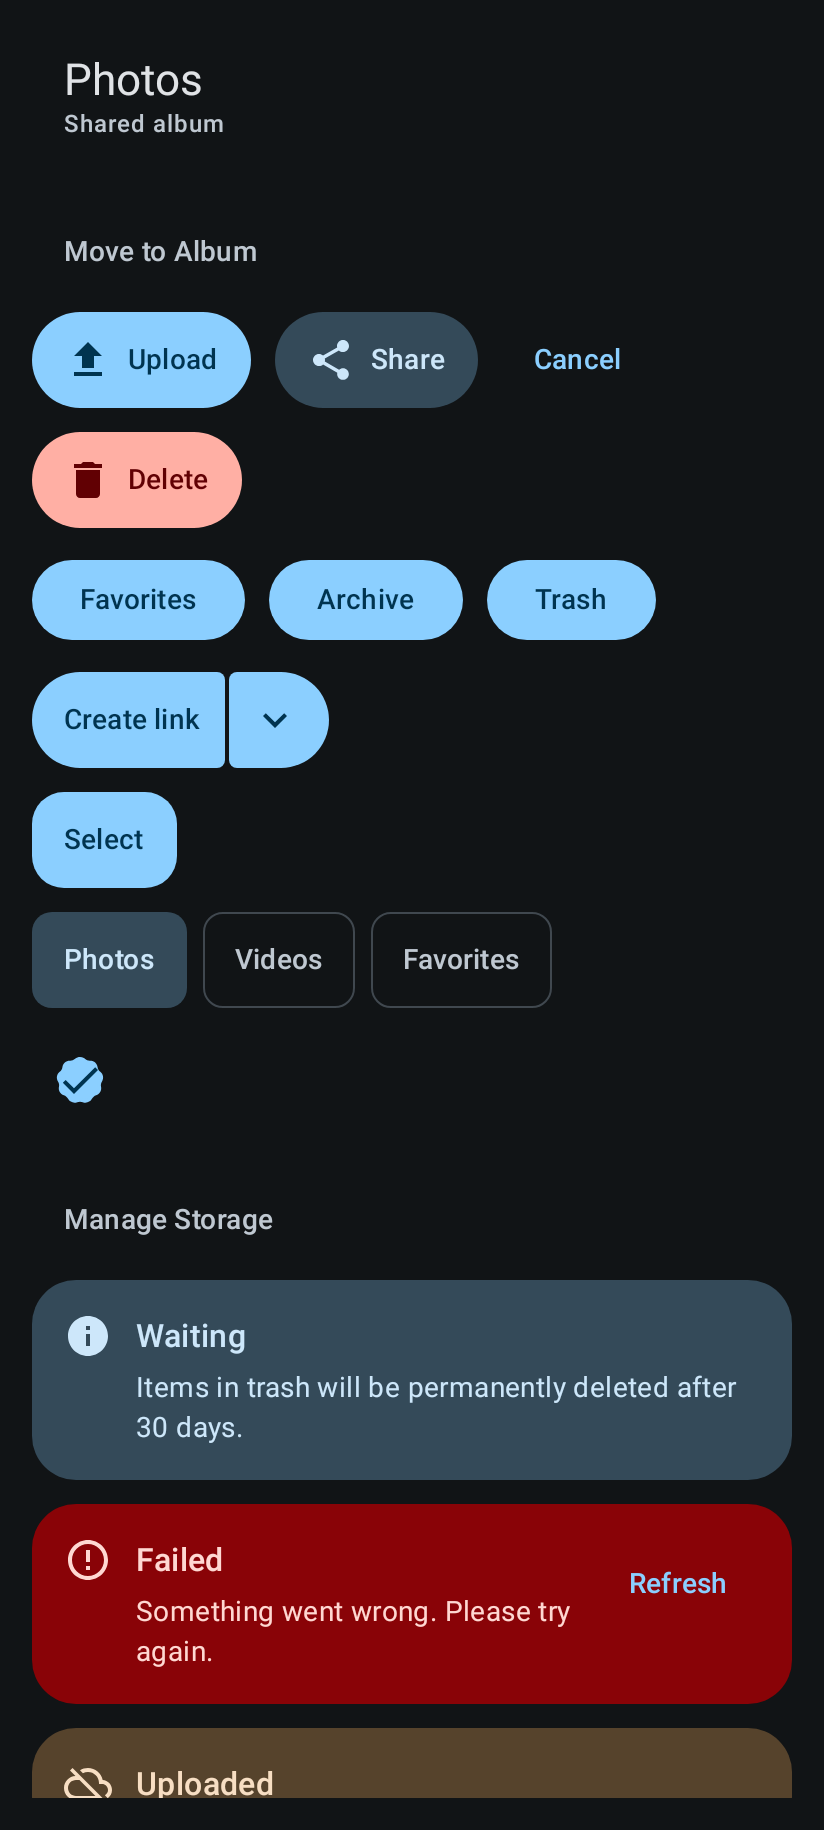 Photos
Shared album
Move to Album
Upload
Share
Cancel
Delete
Favorites
Archive
Trash
Create link
Select
Photos
Videos
Favorites
Manage Storage
Waiting
Items in trash will be permanently deleted after
30 days.
Failed
Something went wrong. Please try
again.
Refresh
Uploaded